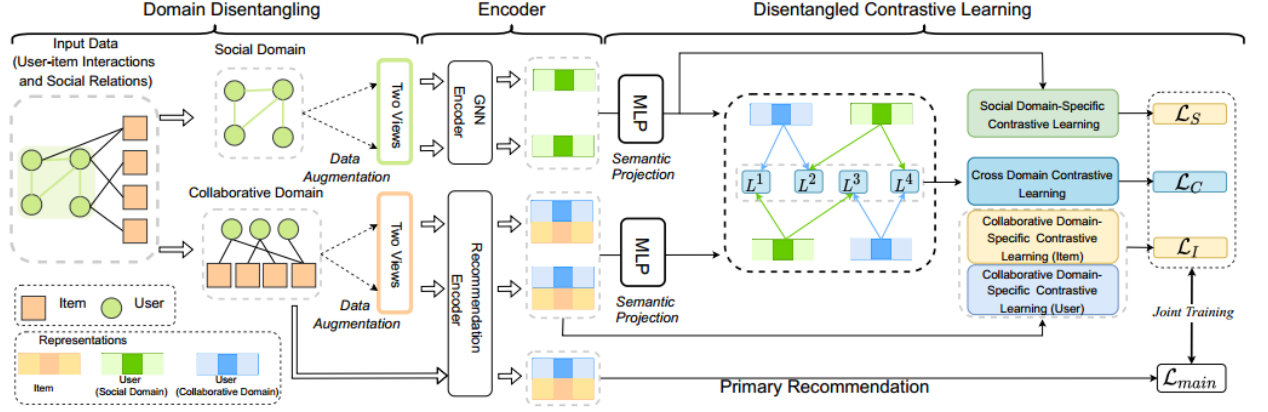 Domain Disentangling
Encoder
Disentangled Contrastive Learning
Input Data
(User-item Interactions
and Social Relations)
Social Domain
Two Views
Data
Augmentation
GNN
Encoder
MLP
Semantic
Projection
Collaborative Domain
Two Views
Data
Augmentation
Recommendation
Encoder
MLP
Semantic
Projection
L¹
L²
L³
L⁴
Social Domain-Specific
Contrastive Learning
Cross Domain Contrastive
Learning
Collaborative Domain-
Specific Contrastive
Learning (Item)
Collaborative Domain-
Specific Contrastive
Learning (User)
ℒ_S
ℒ_C
ℒ_I
Joint Training
ℒ_main
Primary Recommendation
Item
User
Representations
Item
User
(Social Domain)
User
(Collaborative Domain)